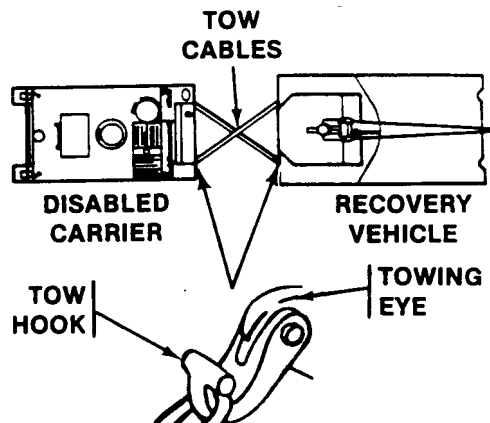 TOW
CABLES
DISABLED
CARRIER
RECOVERY
VEHICLE
TOW
HOOK
TOWING
EYE